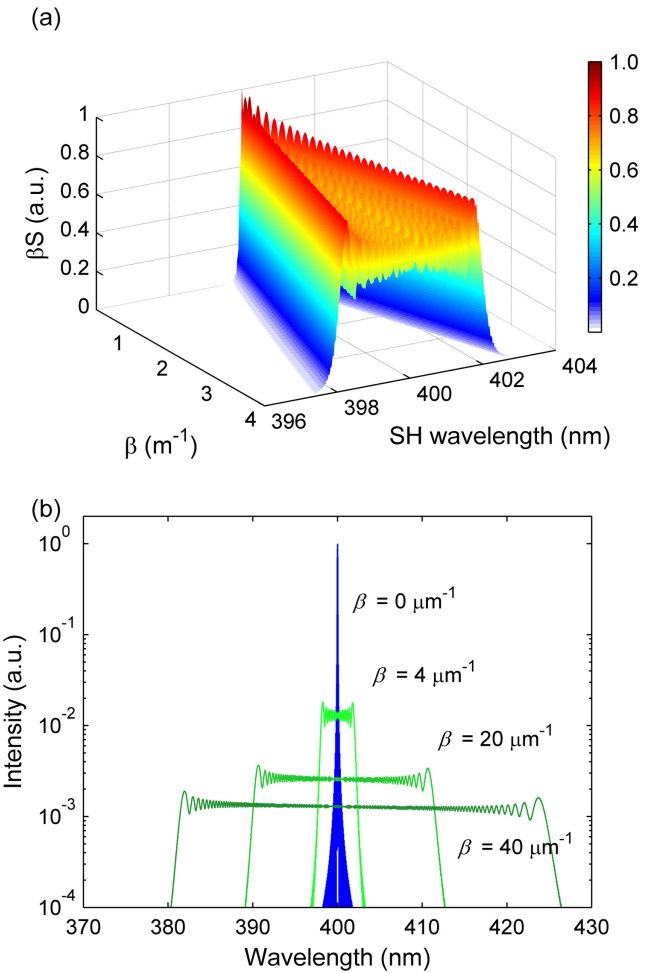 (a)
1
0.8
0.6
0.4
0.2
0
βS (a.u.)
1
2
3
4
β (m⁻¹)
396
398
400
402
404
SH wavelength (nm)
1.0
0.8
0.6
0.4
0.2
(b)
10⁰
10⁻¹
10⁻²
10⁻³
10⁻⁴
Intensity (a.u.)
β = 0 μm⁻¹
β = 4 μm⁻¹
β = 20 μm⁻¹
β = 40 μm⁻¹
370 380 390 400 410 420 430
Wavelength (nm)